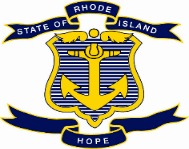 STATE OF RHODE ISLAND
HOPE